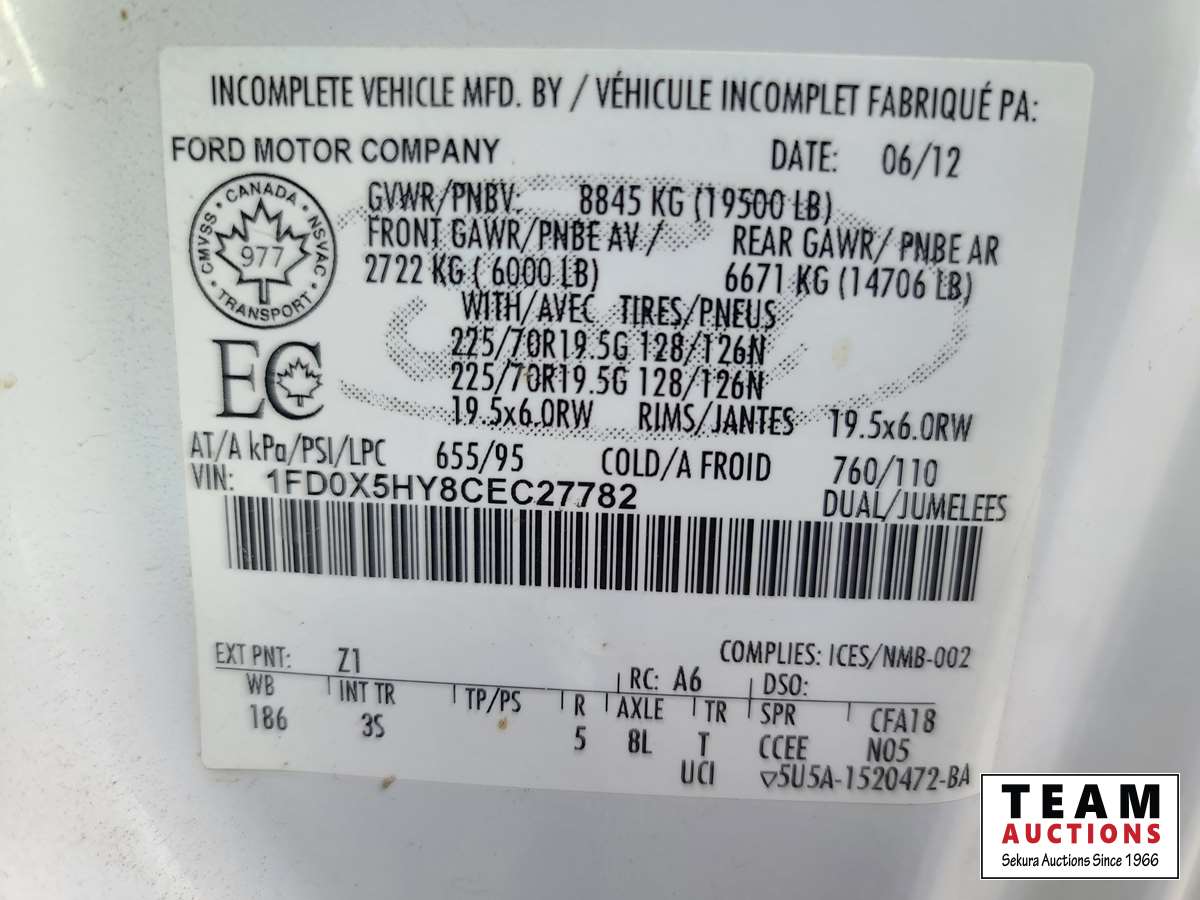 INCOMPLETE VEHICLE MFD. BY / VÉHICULE INCOMPLET FABRIQUÉ PA:
FORD MOTOR COMPANY DATE: 06/12
CANADA
CMVSS NSVAC
977
TRANSPORT
GVWR/PNBV: 8845 KG (19500 LB)
FRONT GAWR/PNBE AV / REAR GAWR/ PNBE AR
2722 KG ( 6000 LB) 6671 KG (14706 LB)
WITH/AVEC TIRES/PNEUS
225/70R19.5G 128/126N
225/70R19.5G 128/126N
EC
19.5x6.0RW RIMS/JANTES 19.5x6.0RW
AT/A kPa/PSI/LPC 655/95 COLD/A FROID 760/110
VIN: 1FD0X5HY8CEC27782 DUAL/JUMELEES
EXT PNT: Z1 COMPLIES: ICES/NMB-002
RC: A6 DSO:
WB INT TR TP/PS R AXLE TR SPR CFA18
186 3S 5 8L T CCEE N05
UCI ▽5U5A-1520472-BA
TEAM
AUCTIONS
Sekura Auctions Since 1966